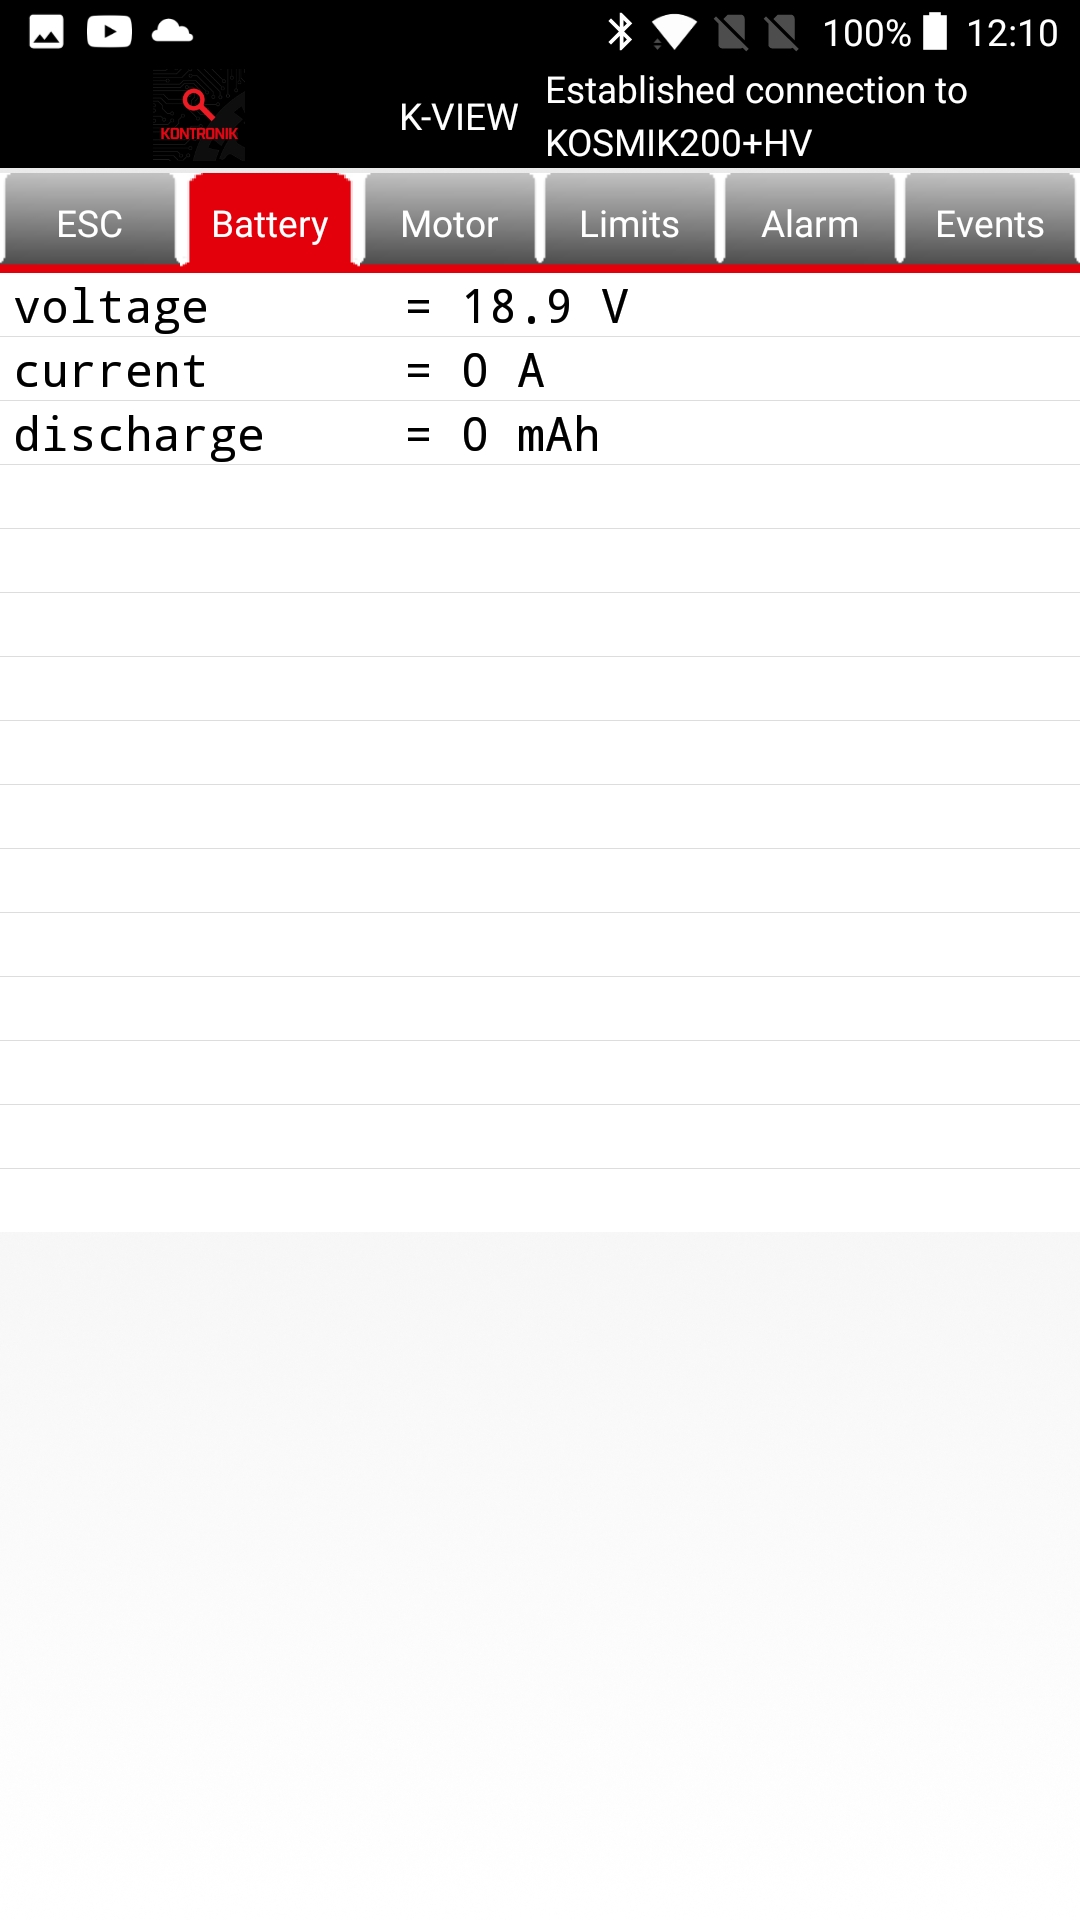 100% 12:10
KONTRONIK
K-VIEW
Established connection to
KOSMIK200+HV
ESC Battery Motor Limits Alarm Events
voltage = 18.9 V
current = 0 A
discharge = 0 mAh